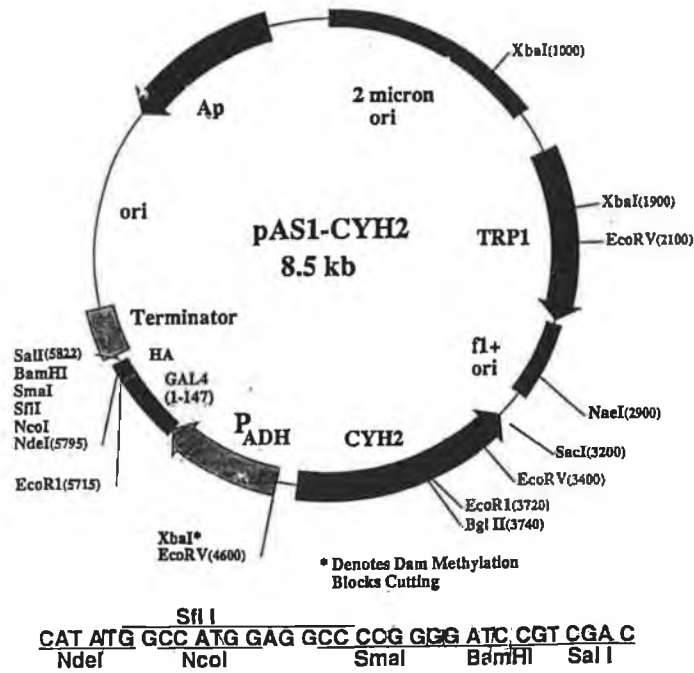 XbaI(1000)
2 micron
ori
Ap
ori
XbaI(1900)
EcoRV(2100)
TRP1
pAS1-CYH2
8.5 kb
Terminator
f1+
ori
SalI(5822)
BamHI
SmaI
SfiI
NcoI
NdeI(5795)
HA
GAL4
(1-147)
NaeI(2900)
PADH
CYH2
SacI(3200)
EcoR1(5715)
EcoRV(3400)
EcoR1(3720)
Bgl II(3740)
XbaI*
EcoRV(4600)
* Denotes Dam Methylation
Blocks Cutting
Sfi I
CAT ATG GCC ATG GAG GCC CCG GGG ATC CGT CGA C
NdeI NcoI SmaI BamHI Sal I